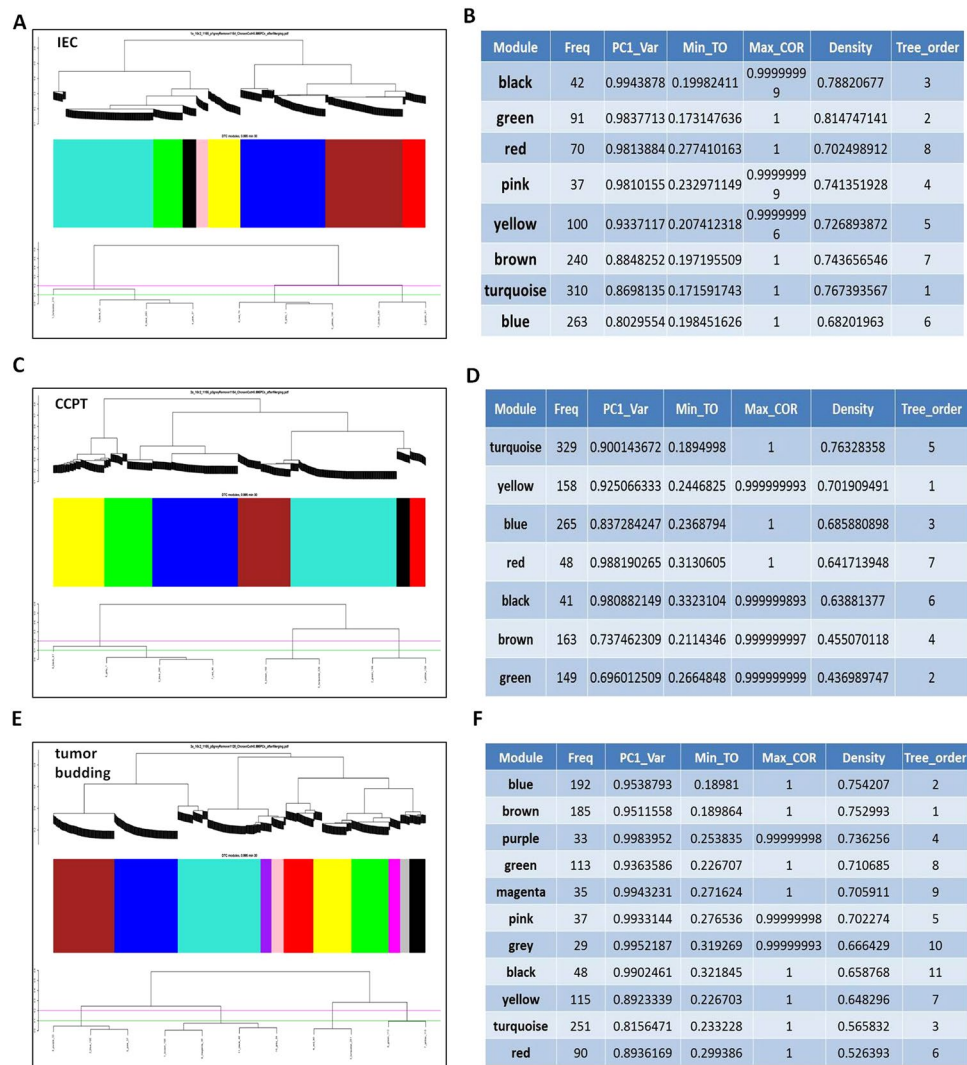 A
IEC
B
Module Freq PC1_Var Min_TO Max_COR Density Tree_order
black 42 0.9943878 0.19982411 0.99999999 0.78820677 3
green 91 0.9837713 0.173147636 1 0.814747141 2
red 70 0.9813884 0.277410163 1 0.702498912 8
pink 37 0.9810155 0.232971149 0.99999999 0.741351928 4
yellow 100 0.9337117 0.207412318 0.99999996 0.726893872 5
brown 240 0.8848252 0.197195509 1 0.743656546 7
turquoise 310 0.8698135 0.171591743 1 0.767393567 1
blue 263 0.8029554 0.198451626 1 0.68201963 6
C
CCPT
D
Module Freq PC1_Var Min_TO Max_COR Density Tree_order
turquoise 329 0.900143672 0.1894998 1 0.76328358 5
yellow 158 0.925066333 0.2446825 0.999999993 0.701909491 1
blue 265 0.837284247 0.2368794 1 0.685880898 3
red 48 0.988190265 0.3130605 1 0.641713948 7
black 41 0.980882149 0.3323104 0.999999893 0.63881377 6
brown 163 0.737462309 0.2114346 0.999999997 0.455070118 4
green 149 0.696012509 0.2664848 0.999999999 0.436989747 2
E
tumor
budding
F
Module Freq PC1_Var Min_TO Max_COR Density Tree_order
blue 192 0.9538793 0.18981 1 0.754207 2
brown 185 0.9511558 0.189864 1 0.752993 1
purple 33 0.9983952 0.253835 0.99999998 0.736256 4
green 113 0.9363586 0.226707 1 0.710685 8
magenta 35 0.9943231 0.271624 1 0.705911 9
pink 37 0.9933144 0.276536 0.99999998 0.702274 5
grey 29 0.9952187 0.319269 0.99999993 0.666429 10
black 48 0.9902461 0.321845 1 0.658768 11
yellow 115 0.8923339 0.226703 1 0.648296 7
turquoise 251 0.8156471 0.233228 1 0.565832 3
red 90 0.8936169 0.299386 1 0.526393 6